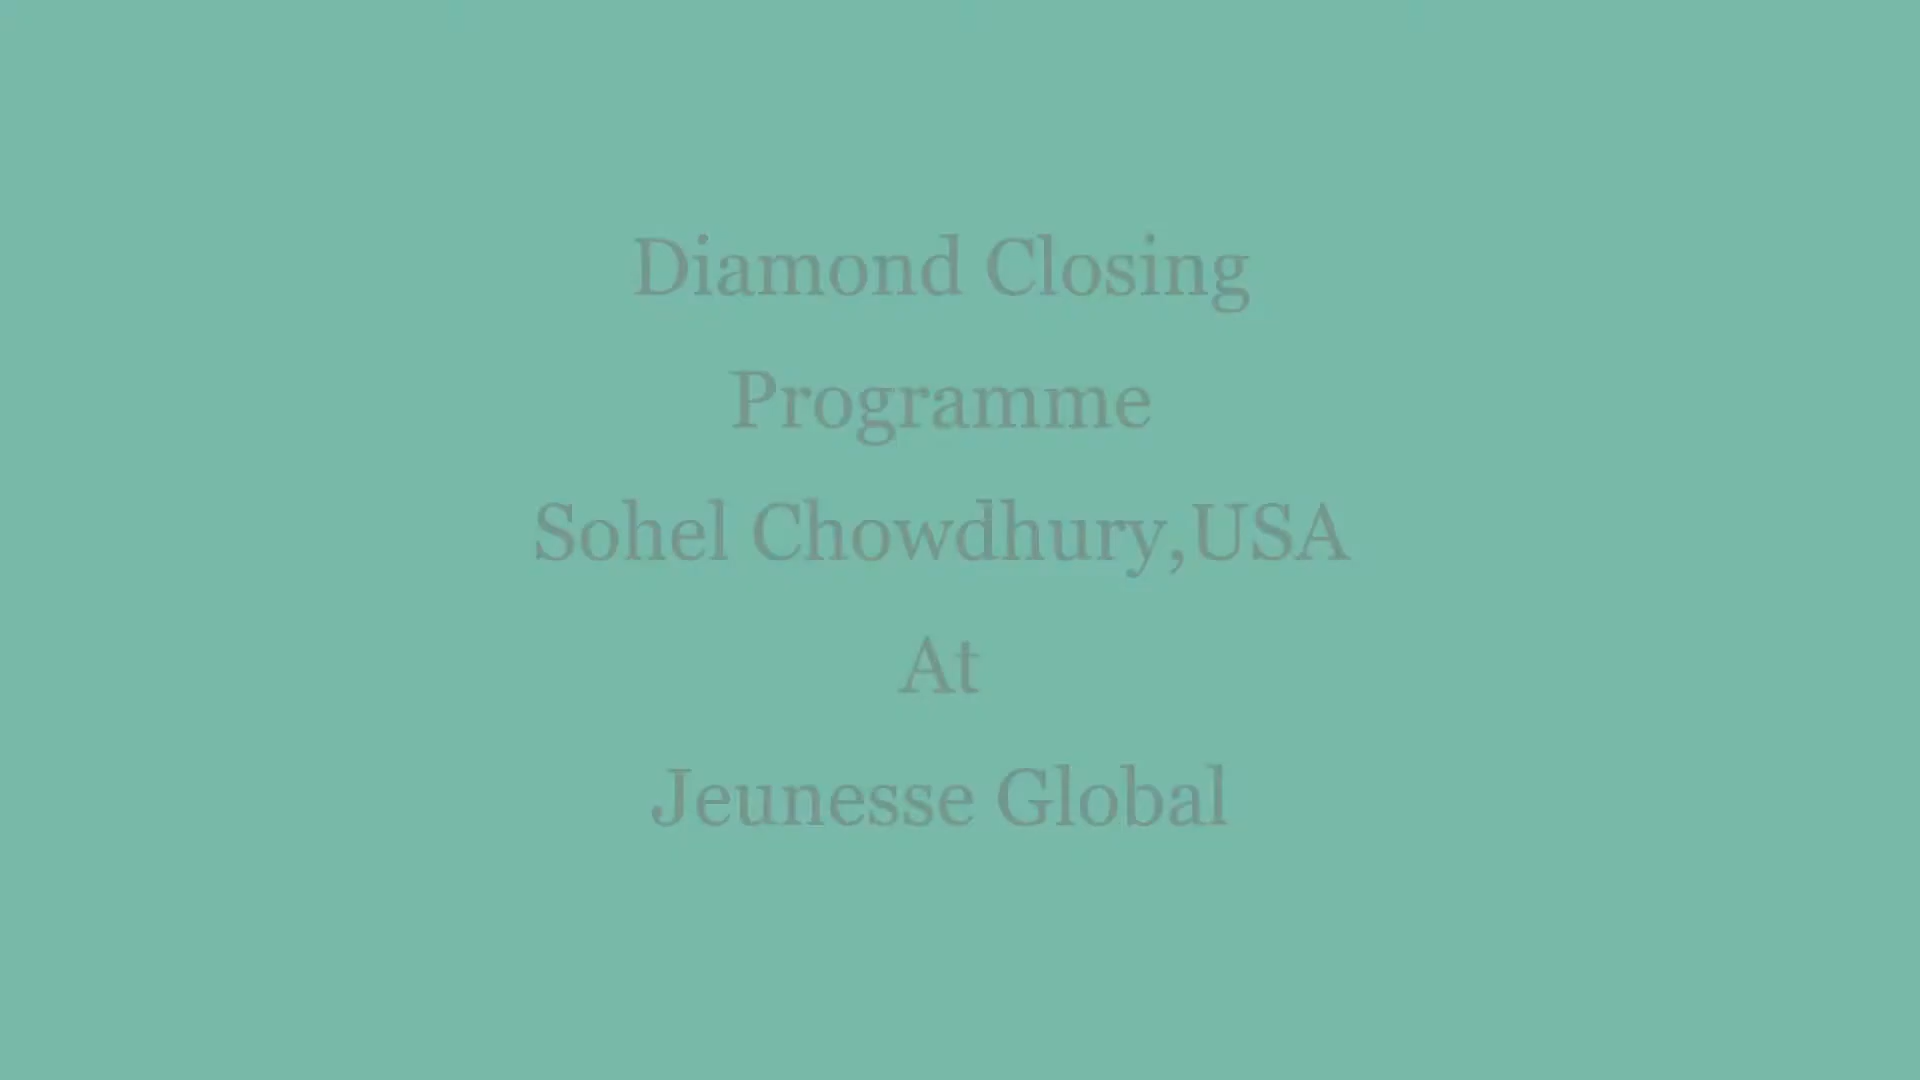 Diamond Closing
Programme
Sohel Chowdhury,USA
At
Jeunesse Global